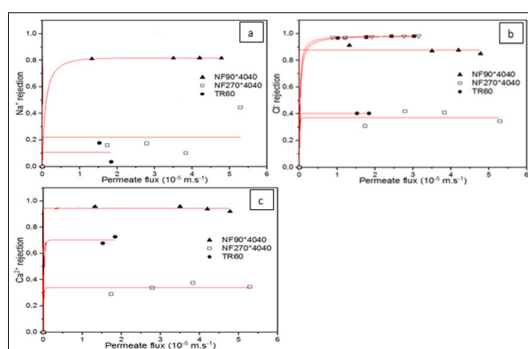 a
Na⁺ rejection
1.0
0.8
0.6
0.4
0.2
0.0
NF90*4040
NF270*4040
TR60
0 1 2 3 4 5 6
Permeate flux (10⁻⁵ m.s⁻¹)
b
Cl⁻ rejection
1.0
0.8
0.6
0.4
0.2
0.0
NF90*4040
NF270*4040
TR60
0 1 2 3 4 5 6
Permeate flux (10⁻⁵ m.s⁻¹)
c
Ca²⁺ rejection
1.0
0.8
0.6
0.4
0.2
0.0
NF90*4040
NF270*4040
TR60
0 1 2 3 4 5 6
Permeate flux (10⁻⁵ m.s⁻¹)